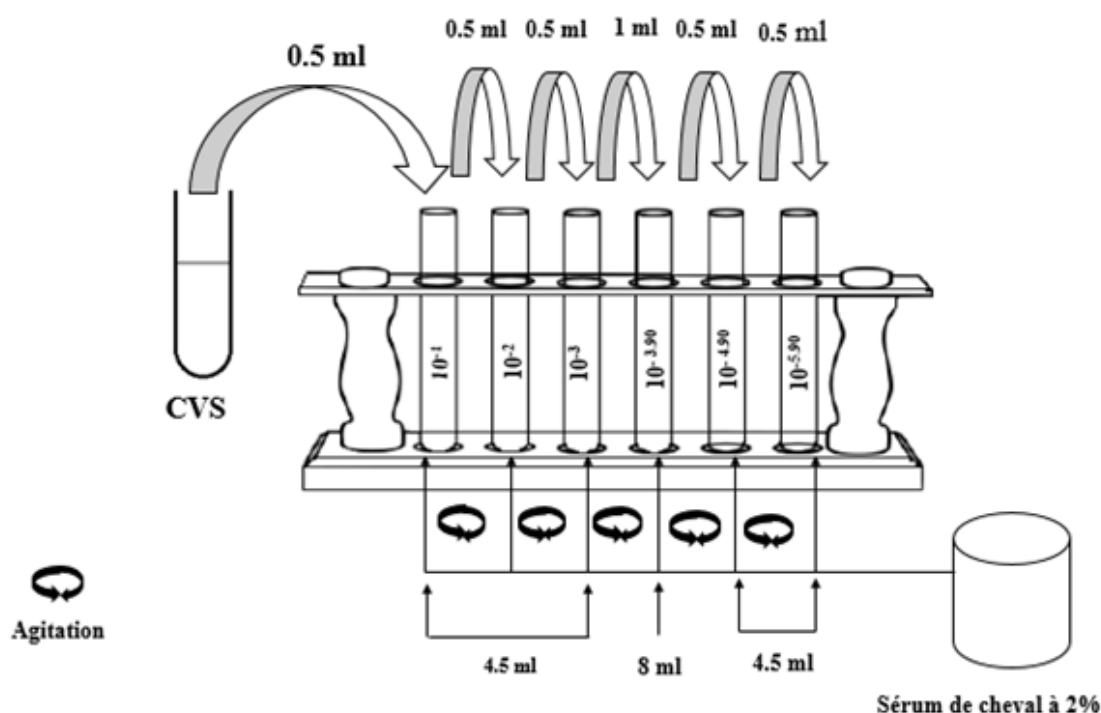 0.5 ml
0.5 ml
0.5 ml
1 ml
0.5 ml
0.5 ml
CVS
10-1
10-2
10-3
10- 3.90
10- 4.90
10-5.90
Agitation
4.5 ml
8 ml
4.5 ml
Sérum de cheval à 2%